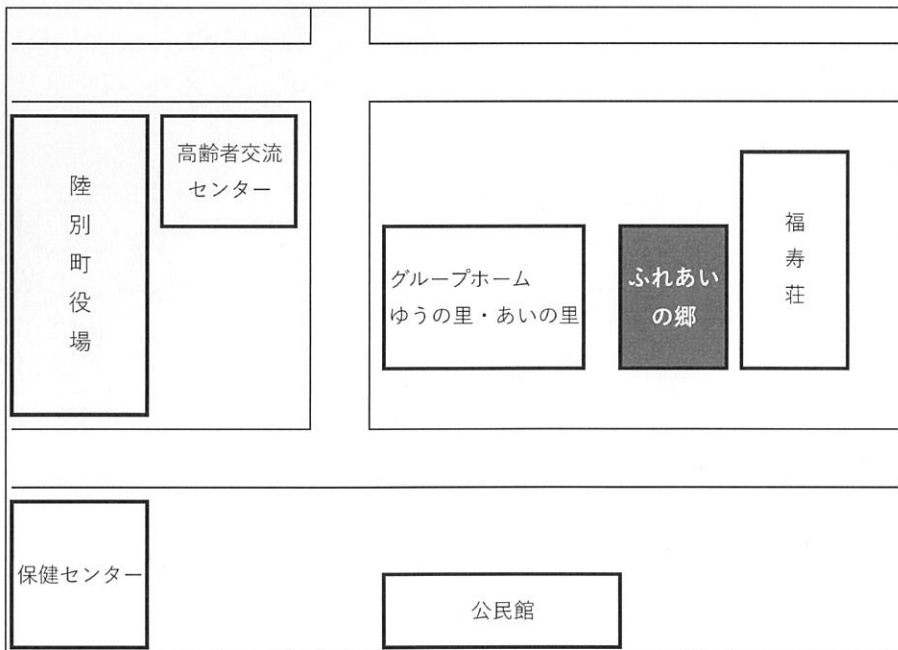 陸別町役場
高齢者交流
センター
グループホーム
ゆうの里・あいの里
ふれあい
の郷
福寿荘
保健センター
公民館